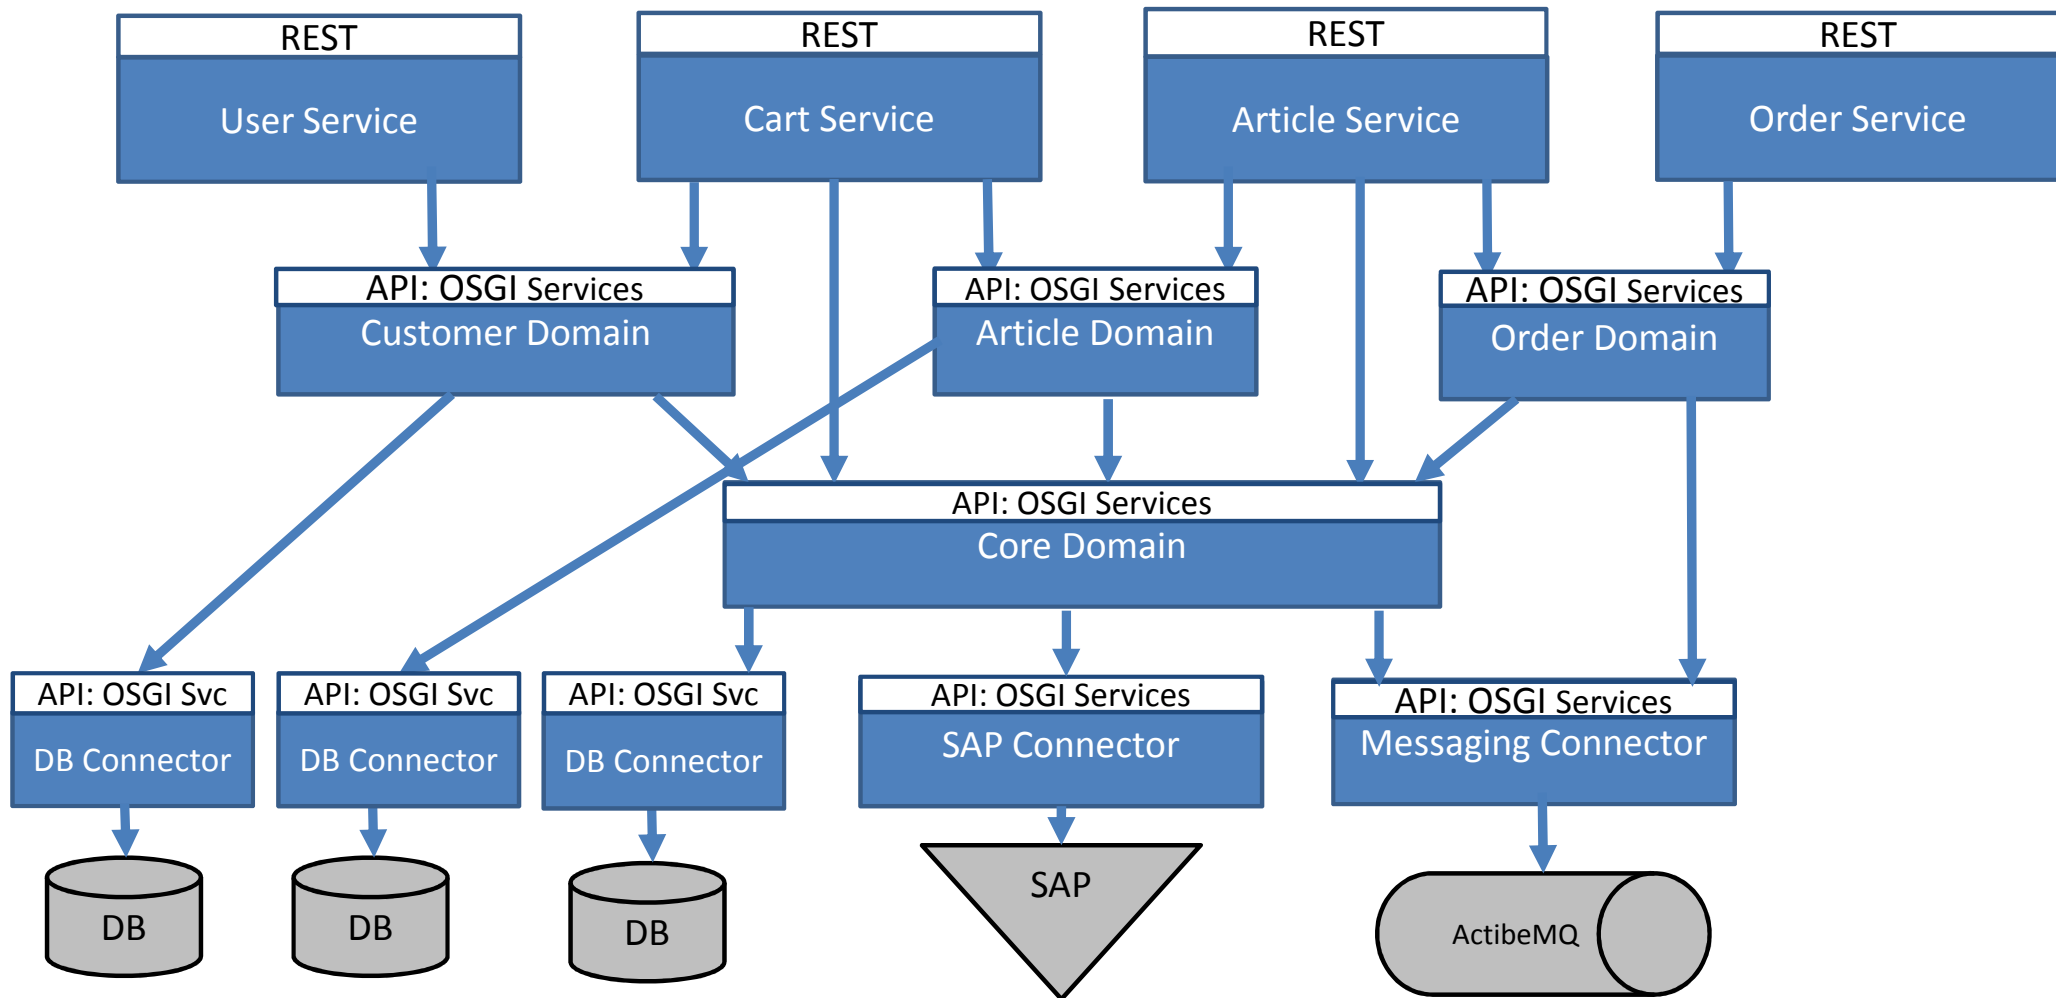 REST
User Service
REST
Cart Service
REST
Article Service
REST
Order Service
API: OSGI Services
Customer Domain
API: OSGI Services
Article Domain
API: OSGI Services
Order Domain
API: OSGI Services
Core Domain
API: OSGI Svc
DB Connector
API: OSGI Svc
DB Connector
API: OSGI Svc
DB Connector
API: OSGI Services
SAP Connector
API: OSGI Services
Messaging Connector
DB
DB
DB
SAP
ActibeMQ